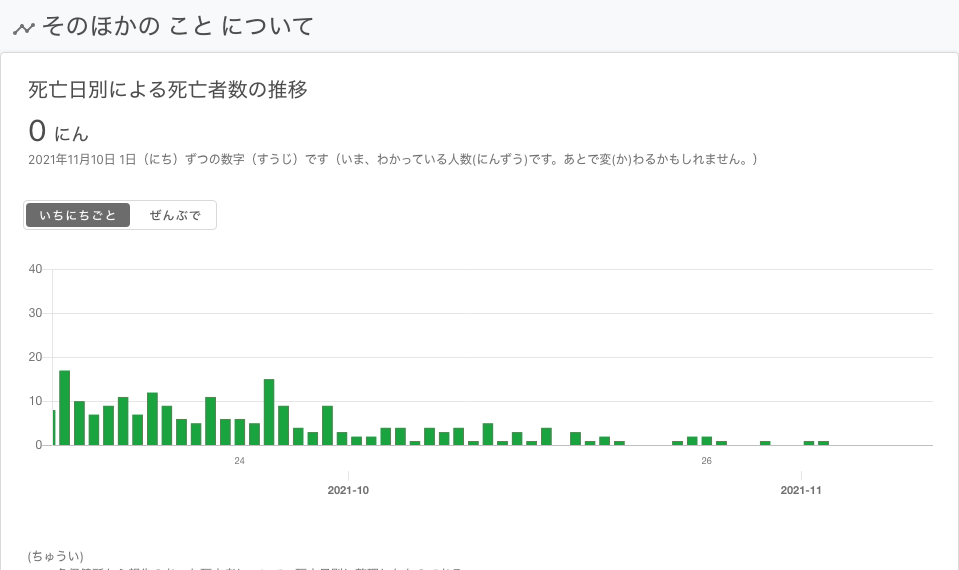 そのほかの こと について
死亡日別による死亡者数の推移
0 にん
2021年11月10日 1日（にち）ずつの数字（すうじ）です（いま、わかっている人数(にんずう)です。あとで変(か)わるかもしれません。）
いちにちごと ぜんぶで
40
30
20
10
0
24 26
2021-10 2021-11
(ちゅうい)